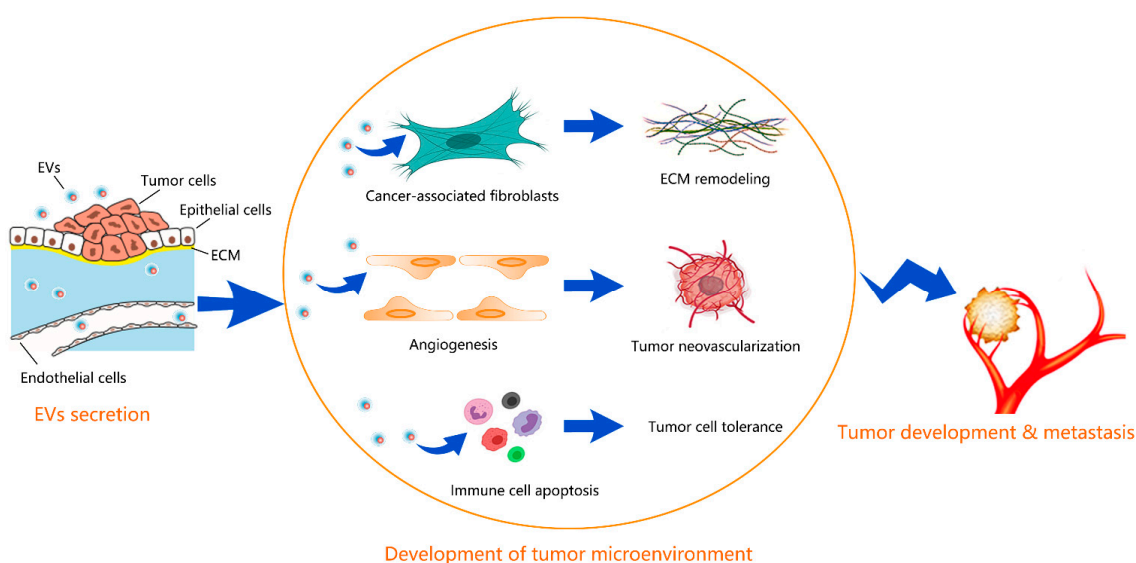 EVs
Tumor cells
Epithelial cells
ECM
Endothelial cells
EVs secretion
Cancer-associated fibroblasts
ECM remodeling
Angiogenesis
Tumor neovascularization
Immune cell apoptosis
Tumor cell tolerance
Development of tumor microenvironment
Tumor development & metastasis